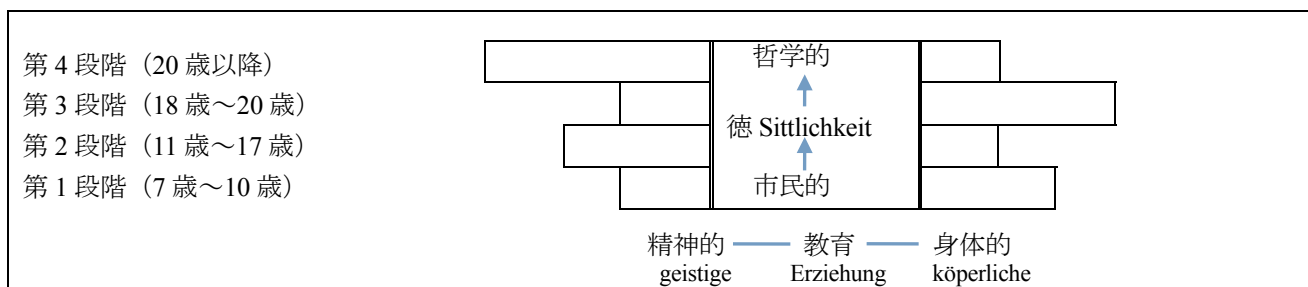 第 4 段階（20 歳以降）
第 3 段階（18 歳～20 歳）
第 2 段階（11 歳～17 歳）
第 1 段階（7 歳～10 歳）
哲学的
徳 Sittlichkeit
市民的
精神的 教育 身体的
geistige Erziehung köperliche